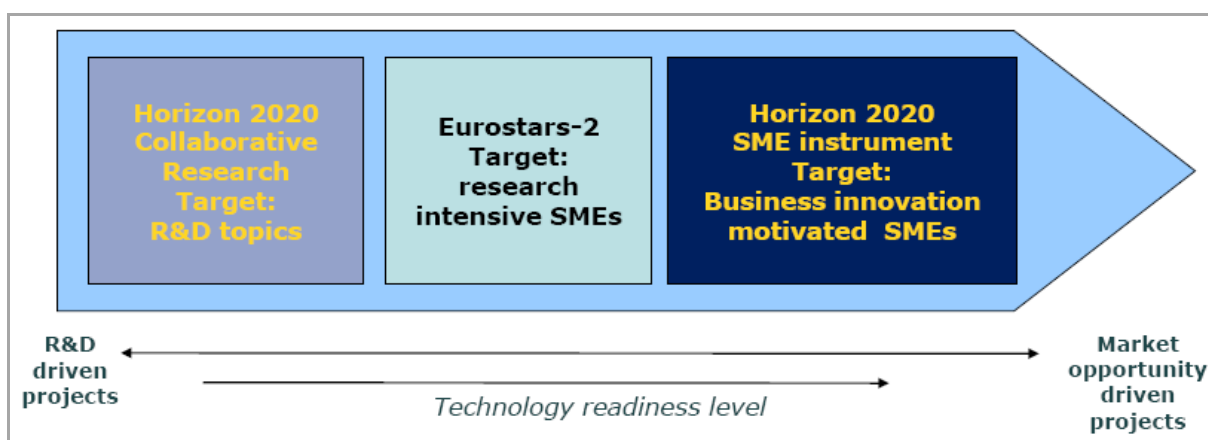 Horizon 2020
Collaborative
Research
Target:
R&D topics
Eurostars-2
Target:
research
intensive SMEs
Horizon 2020
SME instrument
Target:
Business innovation
motivated SMEs
R&D
driven
projects
Technology readiness level
Market
opportunity
driven
projects